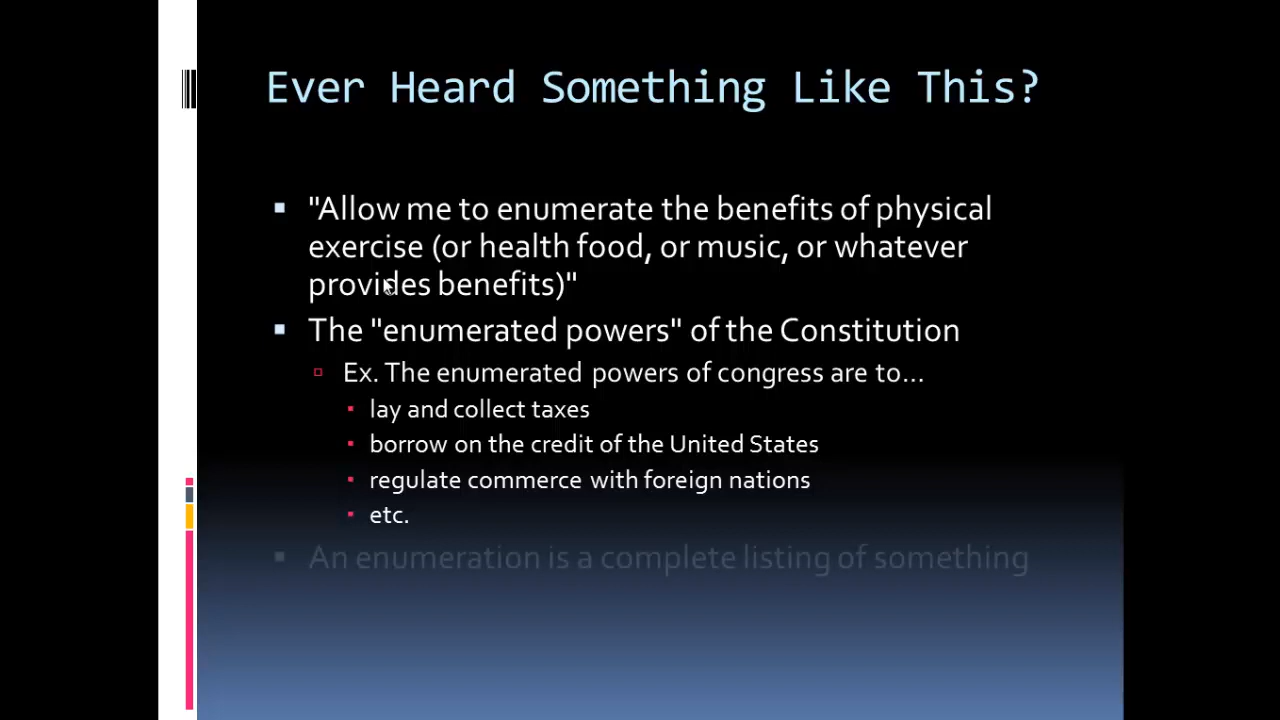 Ever Heard Something Like This?
"Allow me to enumerate the benefits of physical
exercise (or health food, or music, or whatever
provides benefits)"
The "enumerated powers" of the Constitution
Ex. The enumerated powers of congress are to...
lay and collect taxes
borrow on the credit of the United States
regulate commerce with foreign nations
etc.
An enumeration is a complete listing of something